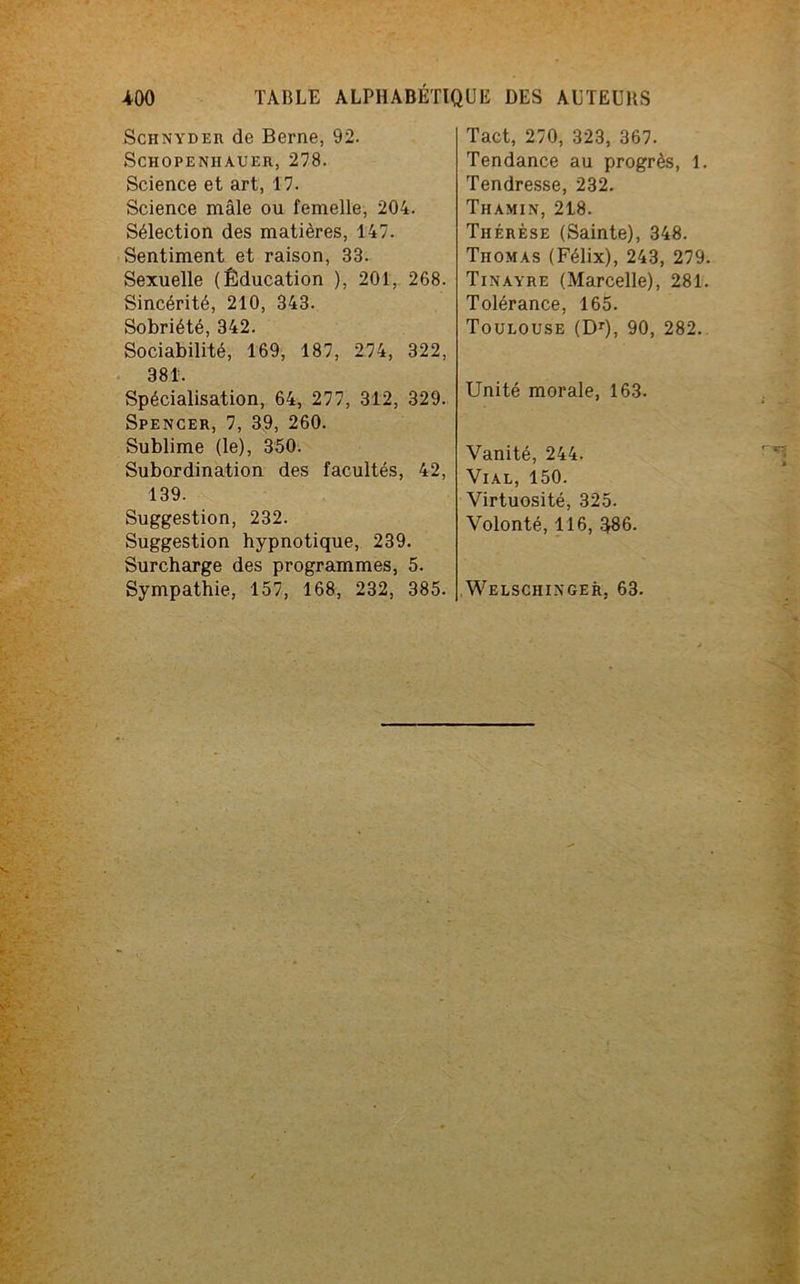 400 TABLE ALPHABÉTIQUE DES AUTEURS
SCHNYDER de Berne, 92.
SCHOPENHAUER, 278.
Science et art, 17.
Science mâle ou femelle, 204.
Sélection des matières, 147.
Sentiment et raison, 33.
Sexuelle (Éducation ), 201, 268.
Sincérité, 210, 343.
Sobriété, 342.
Sociabilité, 169, 187, 274, 322,
381.
Spécialisation, 64, 277, 312, 329.
SPENCER, 7, 39, 260.
Sublime (le), 350.
Subordination des facultés, 42,
139.
Suggestion, 232.
Suggestion hypnotique, 239.
Surcharge des programmes, 5.
Sympathie, 157, 168, 232, 385.
Tact, 270, 323, 367.
Tendance au progrès, 1.
Tendresse, 232.
THAMIN, 218.
THÉRÈSE (Sainte), 348.
THOMAS (Félix), 243, 279.
TINAYRE (Marcelle), 281.
Tolérance, 165.
TOULOUSE (Dr), 90, 282.
Unité morale, 163.
Vanité, 244.
VIAL, 150.
Virtuosité, 325.
Volonté, 116, 386.
WELSCHINGER, 63.